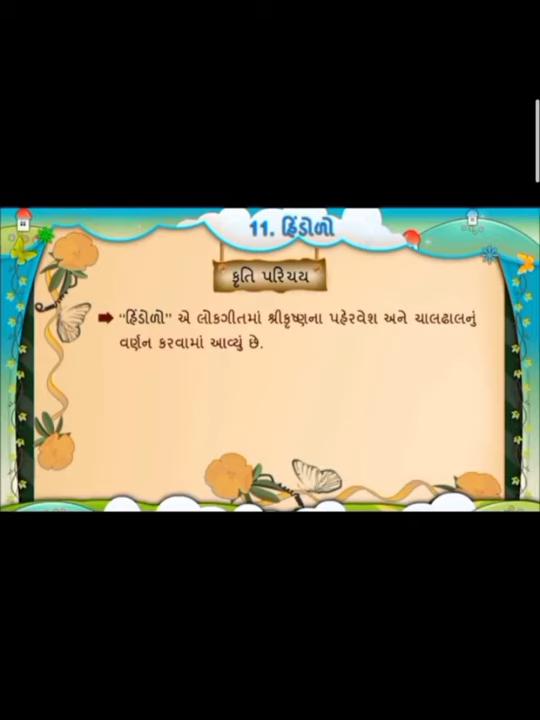 11. હિંડોળો
કૃતિ પરિચય
"હિંડોળો" એ લોકગીતમાં શ્રીકૃષ્ણના પહેરવેશ અને ચાલઢાલનું
વર્ણન કરવામાં આવ્યું છે.